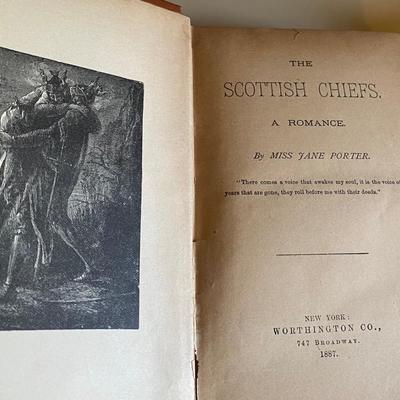 THE
SCOTTISH CHIEFS.
A ROMANCE.
By MISS JANE PORTER.
"There comes a voice that awakes my soul, it is the voice of
years that are gone, they roll before me with their deeds."
NEW YORK:
WORTHINGTON CO.,
747 BROADWAY.
1887.